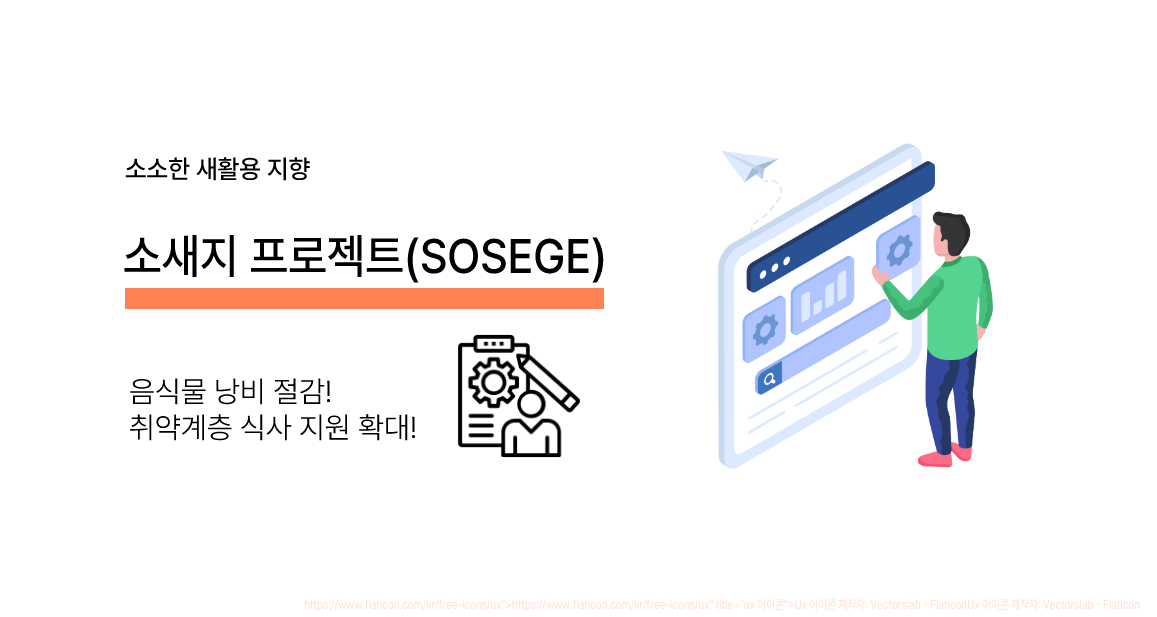 소소한 새활용 지향
소새지 프로젝트(SOSEGE)
음식물 낭비 절감!
취약계층 식사 지원 확대!
https://www.flaticon.com/kr/free-icons/ux">https://www.flaticon.com/kr/free-icons/ux" title="ux 아이콘">Ux 아이콘 제작자: Vectorslab - FlaticonUx 아이콘 제작자: Vectorslab - Flaticon